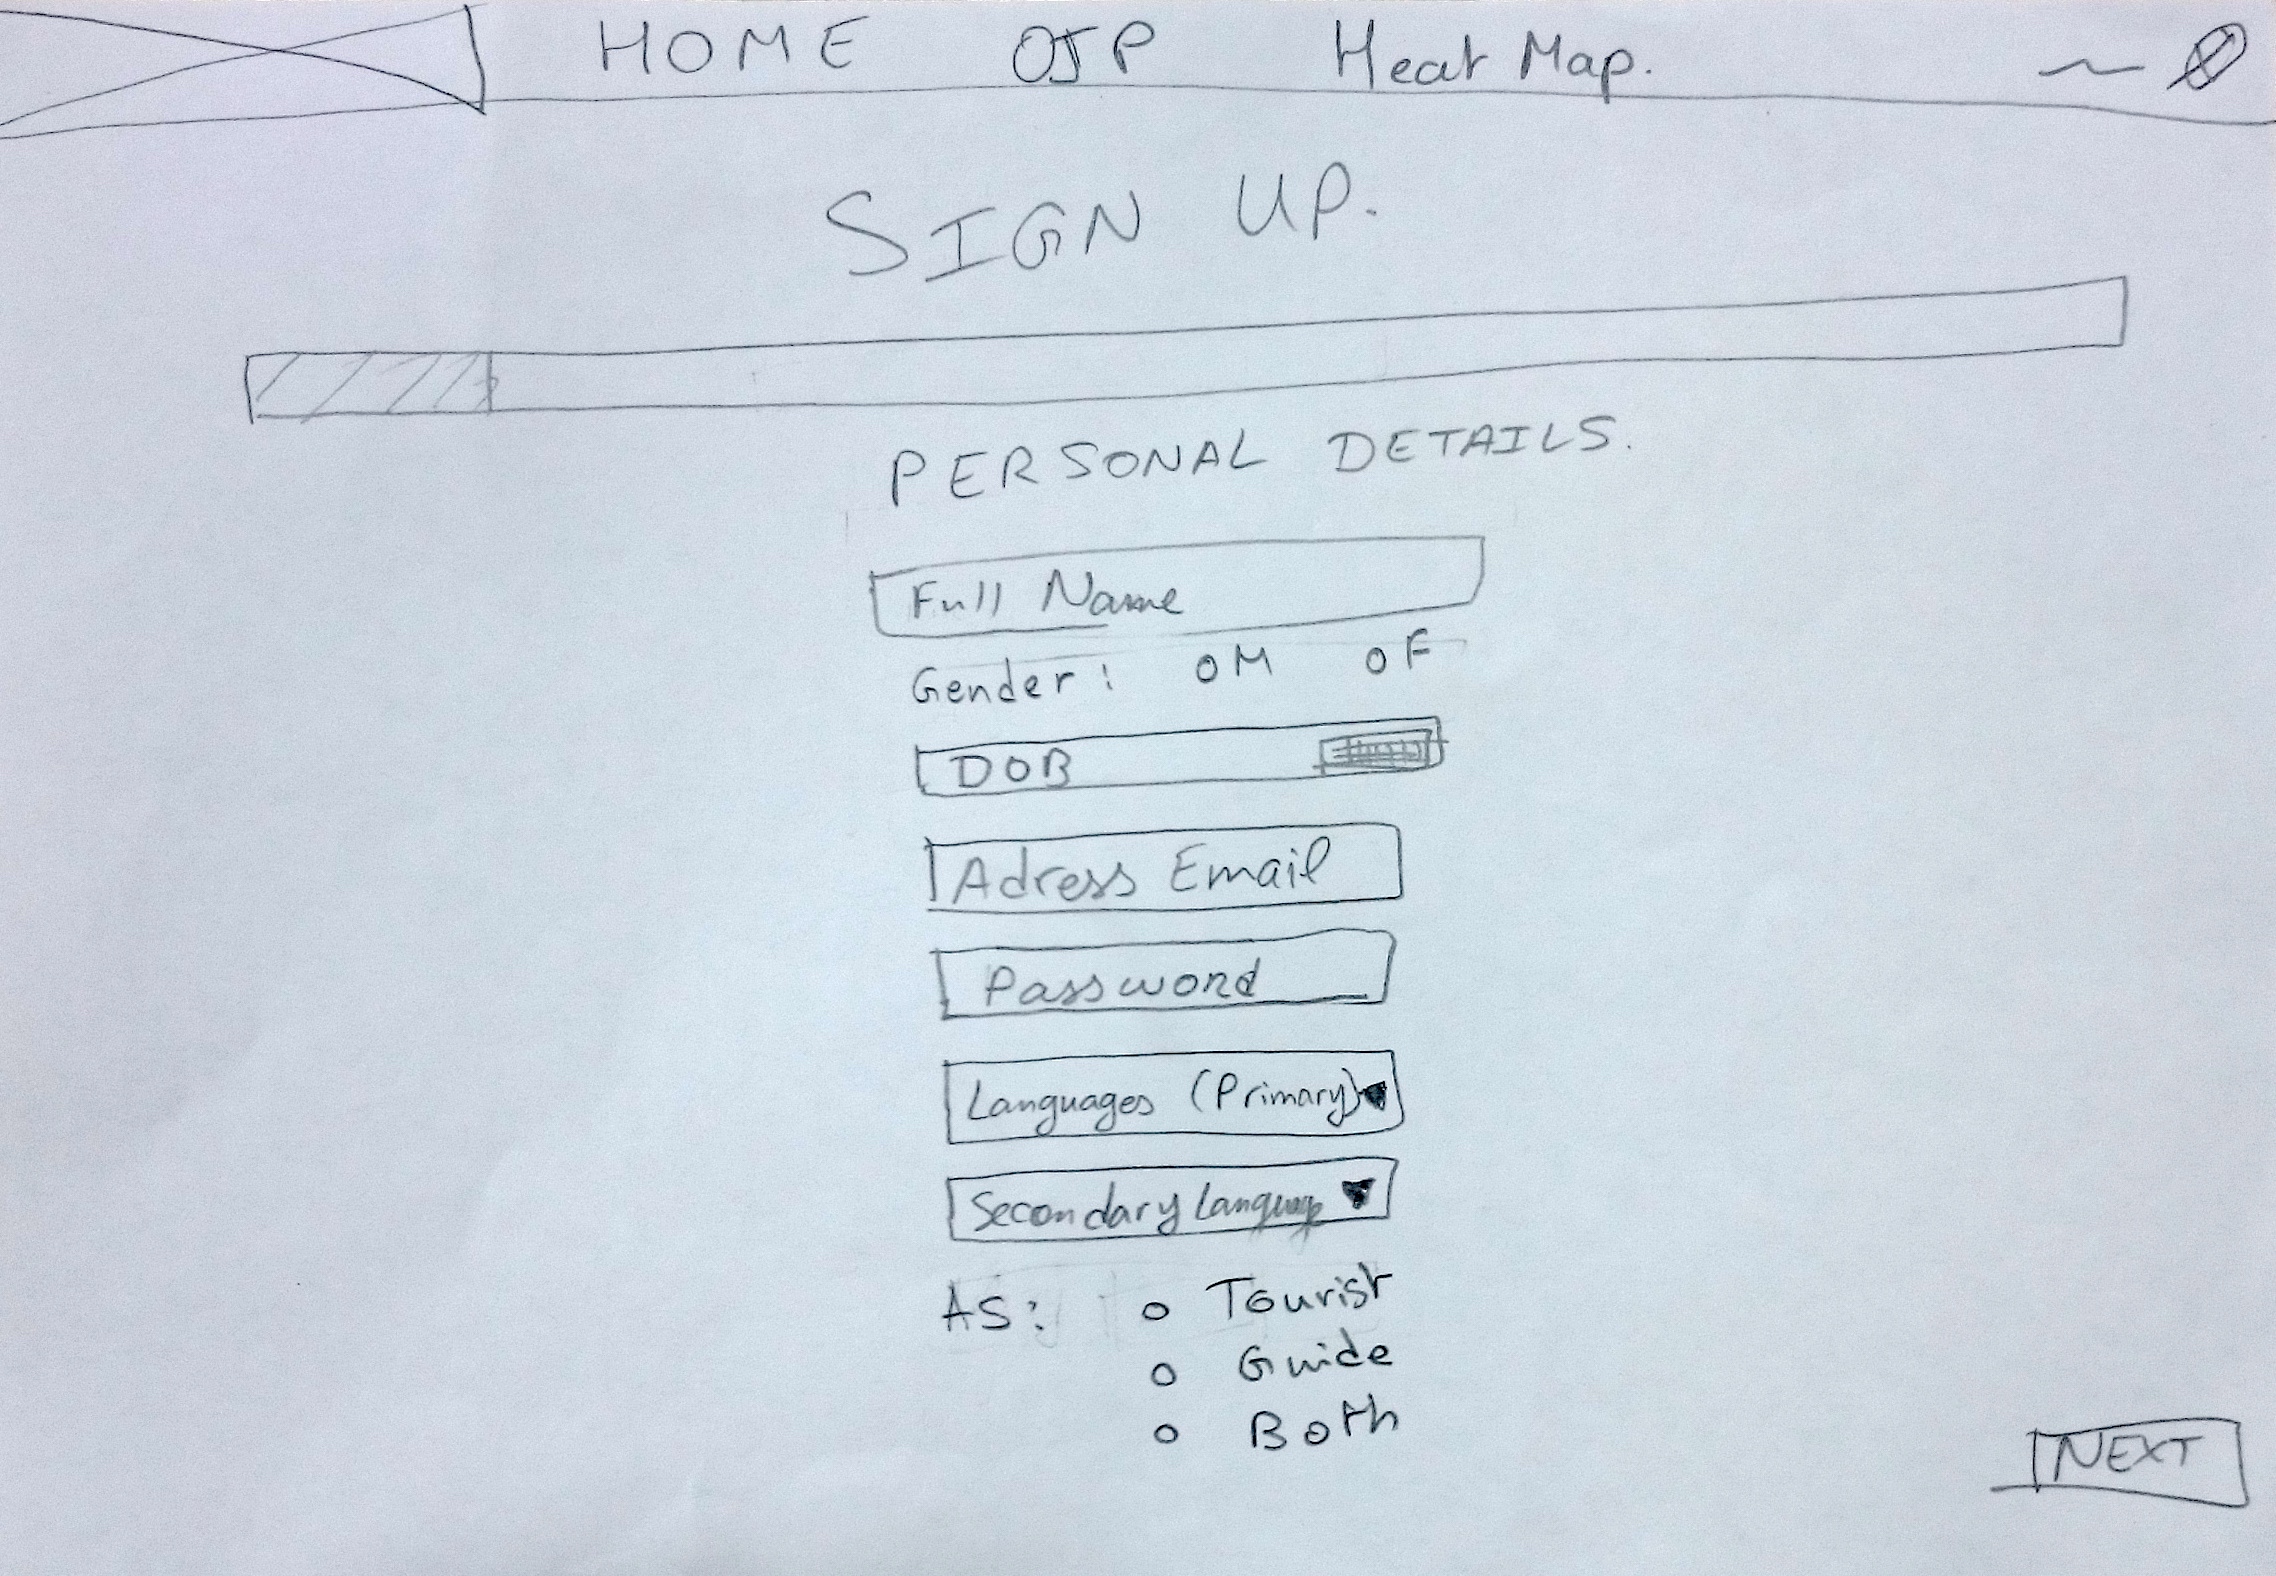 HOME OJP Heat Map.
SIGN UP.
PERSONAL DETAILS.
Full Name
Gender: M F
DOB
Adress Email
Password
Languages (Primary)
Secondary Language
AS: Tourist
Guide
Both
NEXT